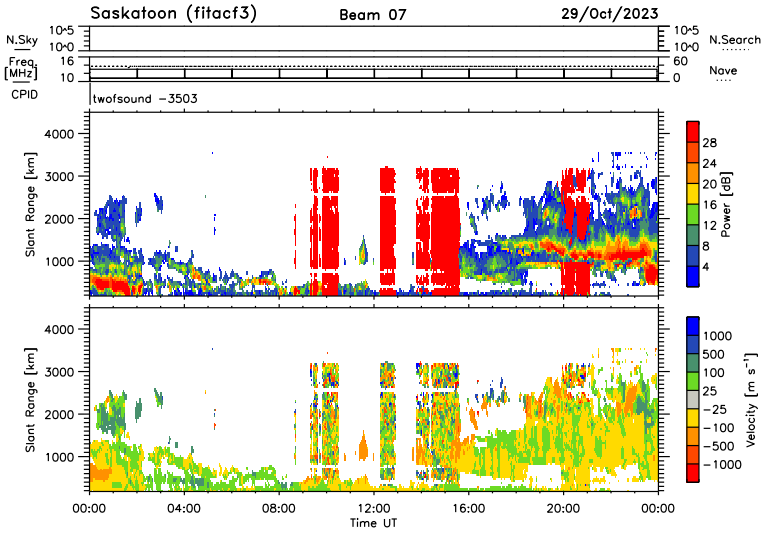 Saskatoon (fitacf3) Beam 07 29/Oct/2023
N.Sky 10^5 10^5 N.Search
10^0 10^0
Freq. 16 60
[MHz] 10 0 Nave
CPID twofsound -3503
Slant Range [km] 4000 3000 2000 1000
Power [dB] 28 24 20 16 12 8 4
Slant Range [km] 4000 3000 2000 1000
Velocity [m s⁻¹] 1000 500 100 25 -25 -100 -500 -1000
00:00 04:00 08:00 12:00 16:00 20:00 00:00
Time UT